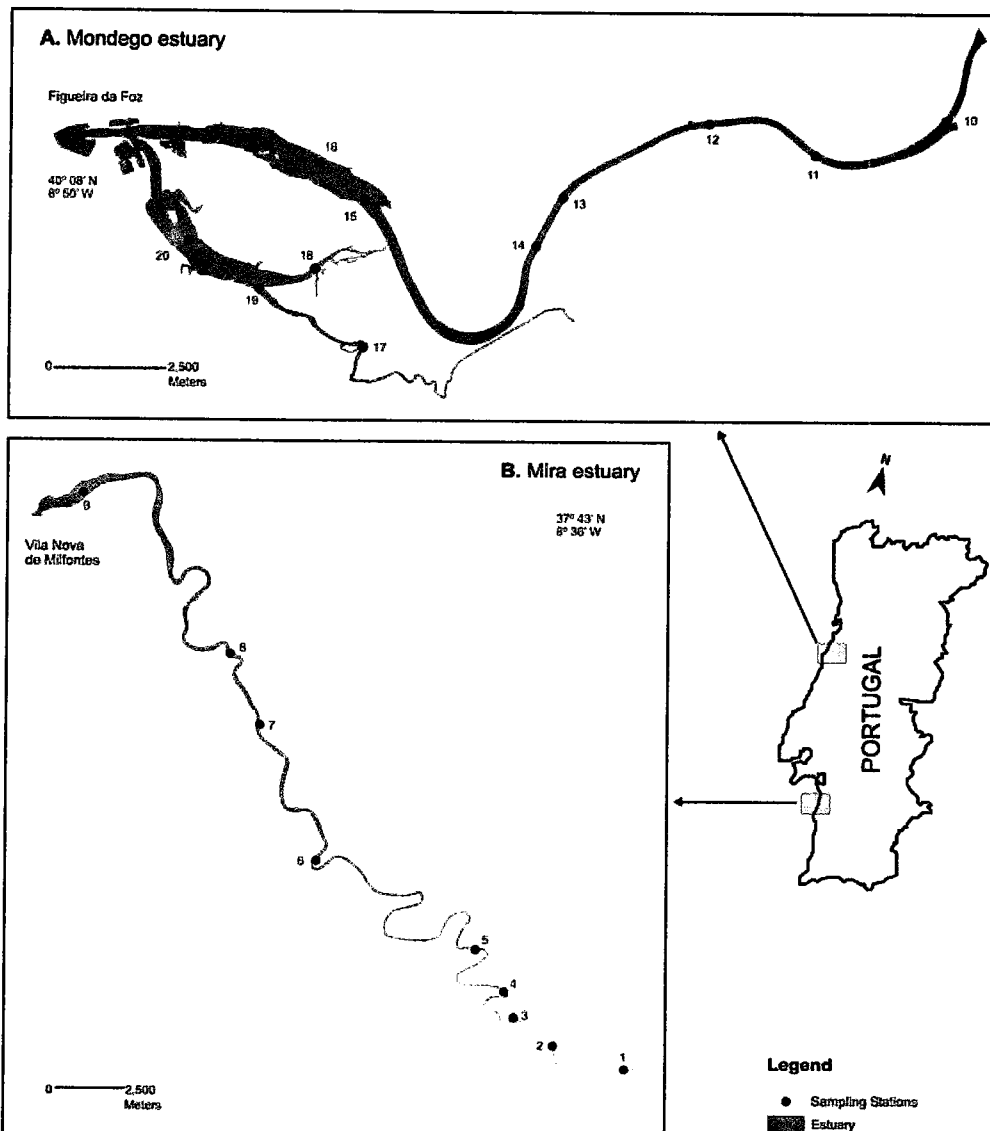 A. Mondego estuary
Figueira da Foz
40° 08' N
8° 50' W
10
12
11
13
14
18
15
20
18
19
17
0
2,500
Meters
B. Mira estuary
37° 43' N
8° 36' W
9
Vila Nova
de Milfontes
8
7
6
5
4
3
2
1
0
2,500
Meters
N
PORTUGAL
Legend
Sampling Stations
Estuary